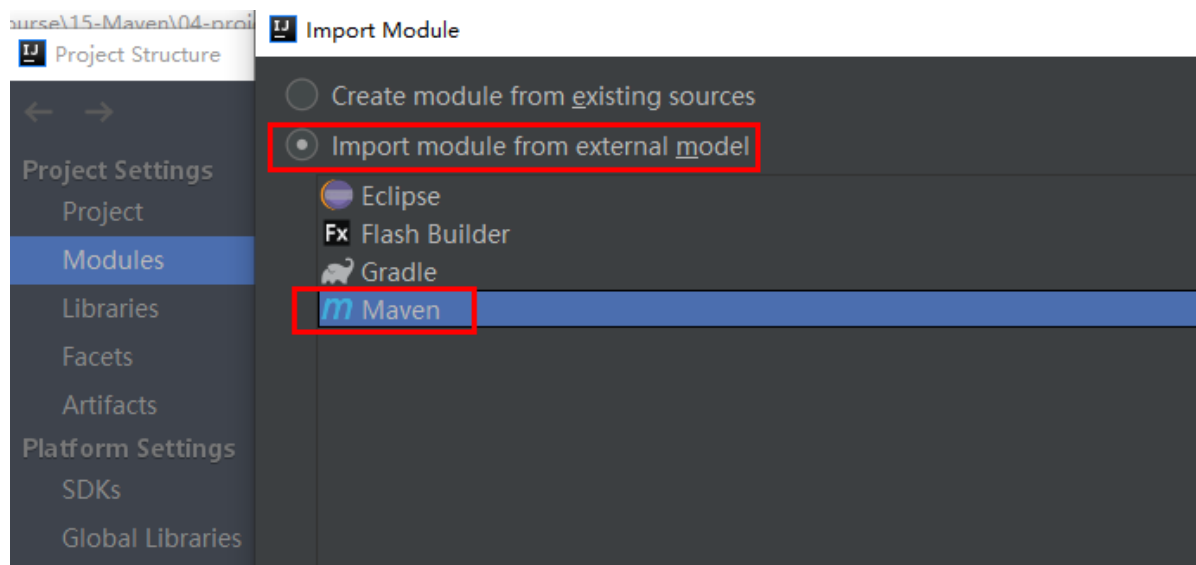 Import Module
Project Structure
Create module from existing sources
Import module from external model
Project Settings
Project
Modules
Libraries
Facets
Artifacts
Platform Settings
SDKs
Global Libraries
Eclipse
Fx Flash Builder
Gradle
m Maven